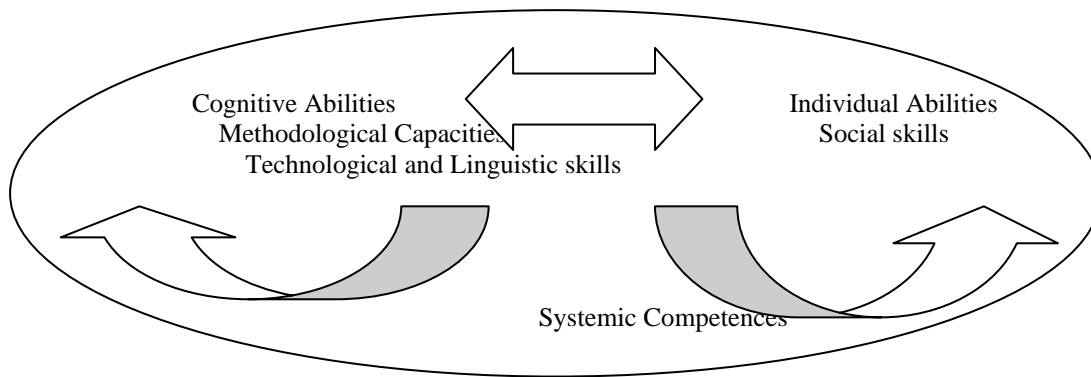 Cognitive Abilities
Methodological Capacities
Technological and Linguistic skills
Individual Abilities
Social skills
Systemic Competences